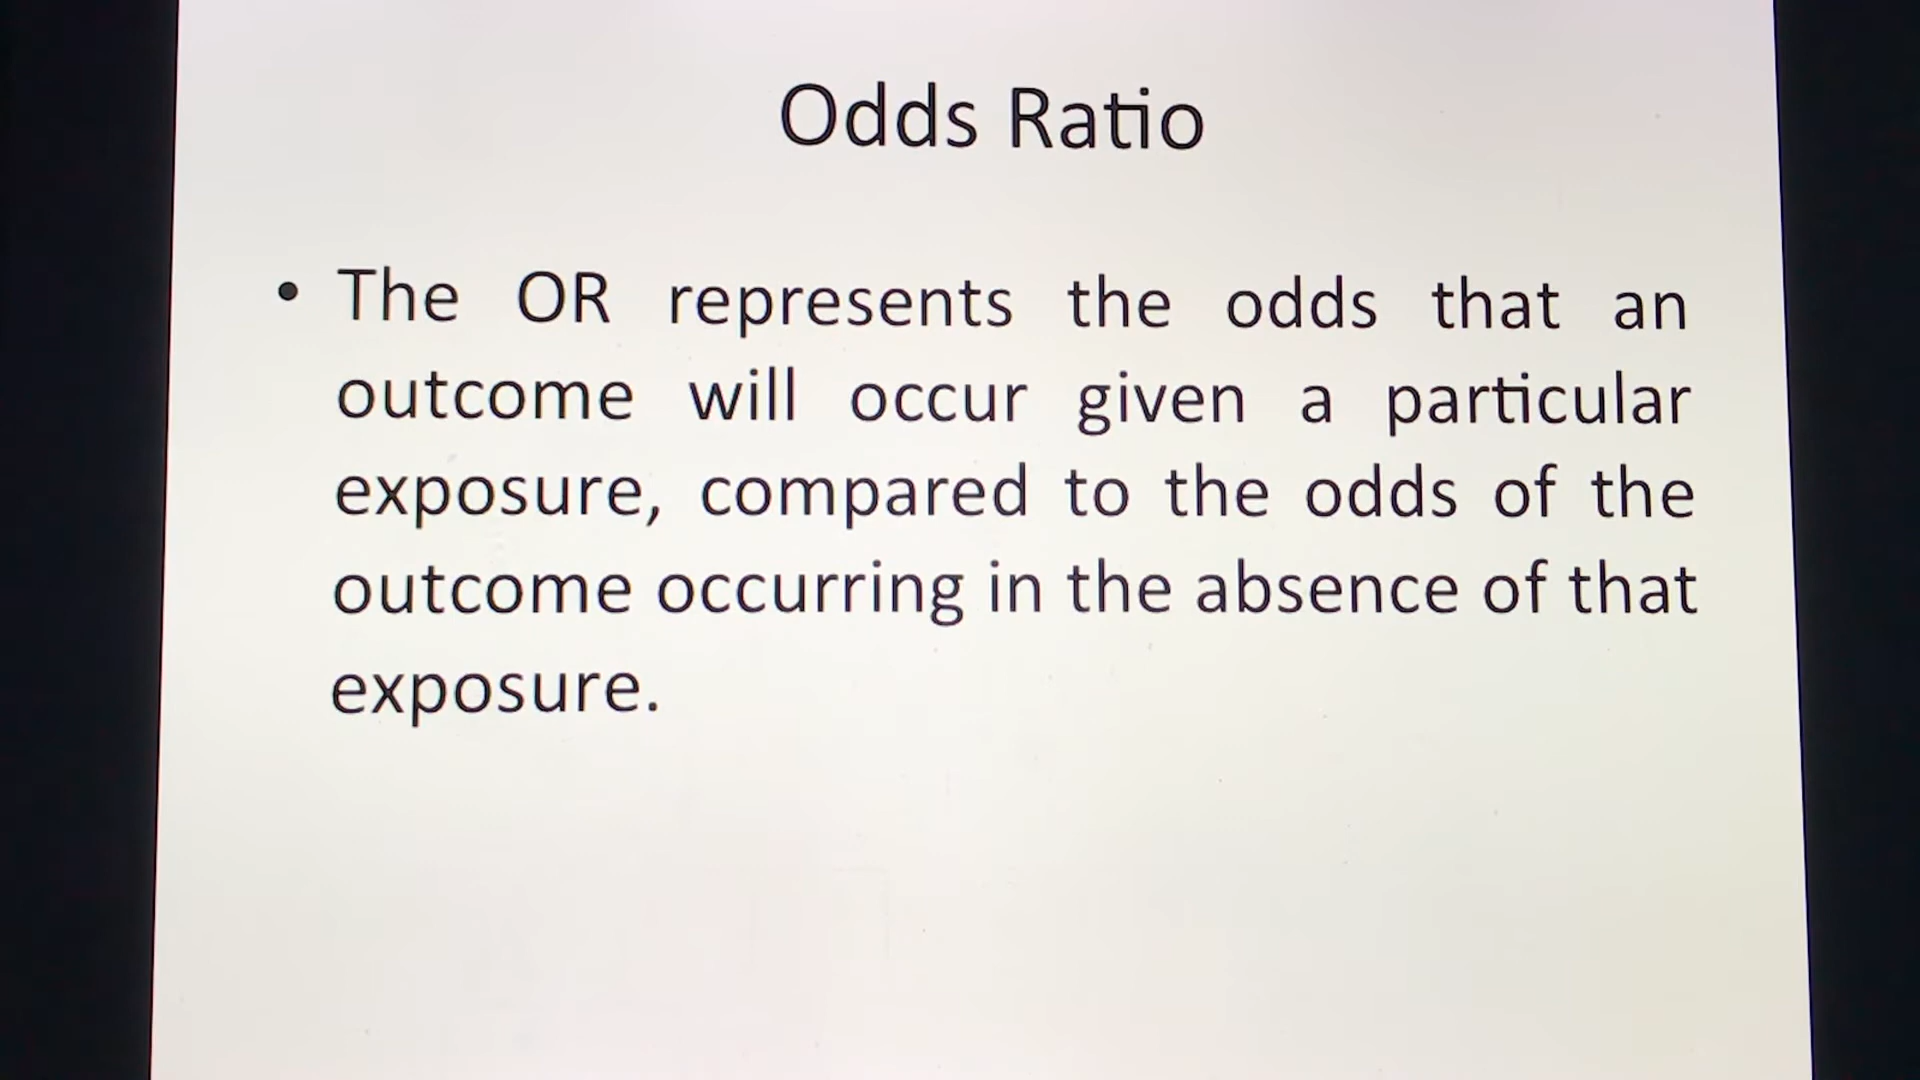 Odds Ratio
• The OR represents the odds that an
outcome will occur given a particular
exposure, compared to the odds of the
outcome occurring in the absence of that
exposure.